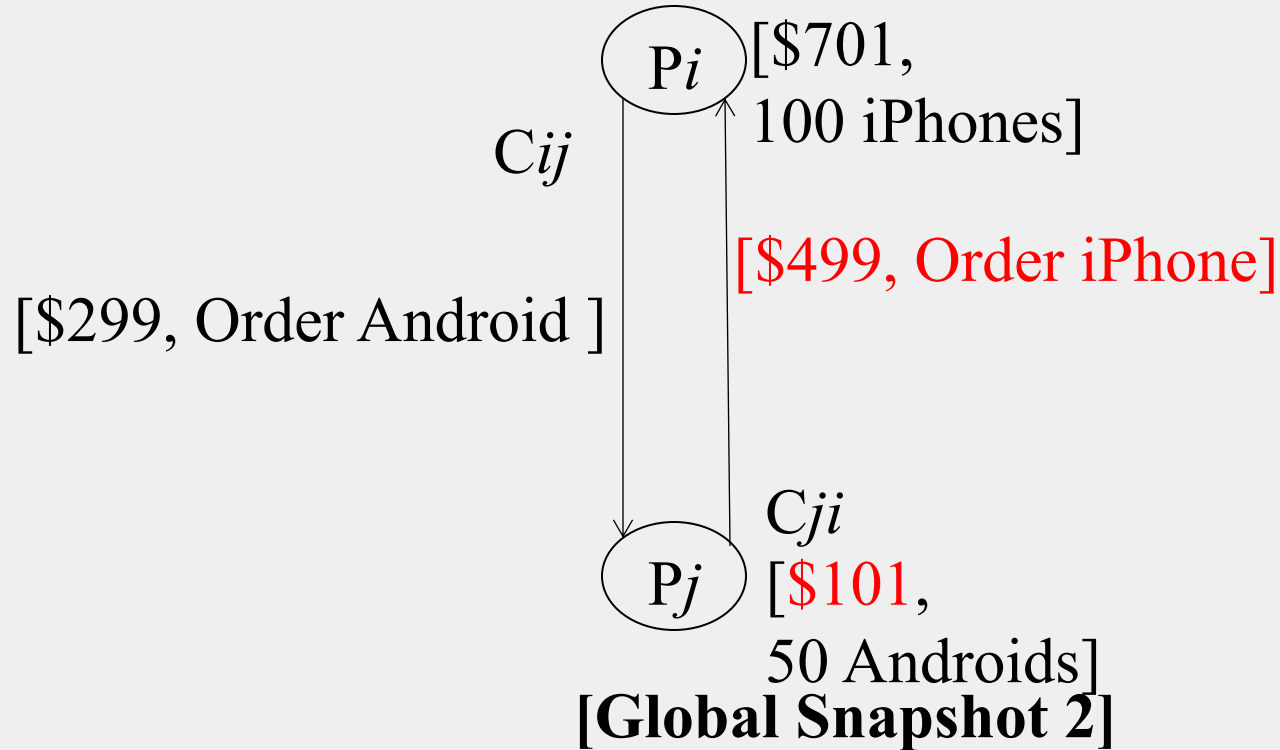 Pi
[$701,
100 iPhones]
Cij
[$499, Order iPhone]
[$299, Order Android ]
Cji
Pj
[$101,
50 Androids]
[Global Snapshot 2]